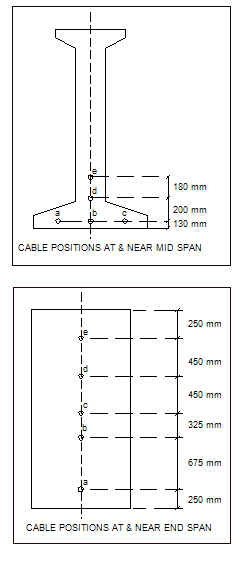 e
180 mm
d
200 mm
a b c
130 mm
CABLE POSITIONS AT & NEAR MID SPAN
250 mm
e
450 mm
d
450 mm
c
325 mm
b
675 mm
a
250 mm
CABLE POSITIONS AT & NEAR END SPAN